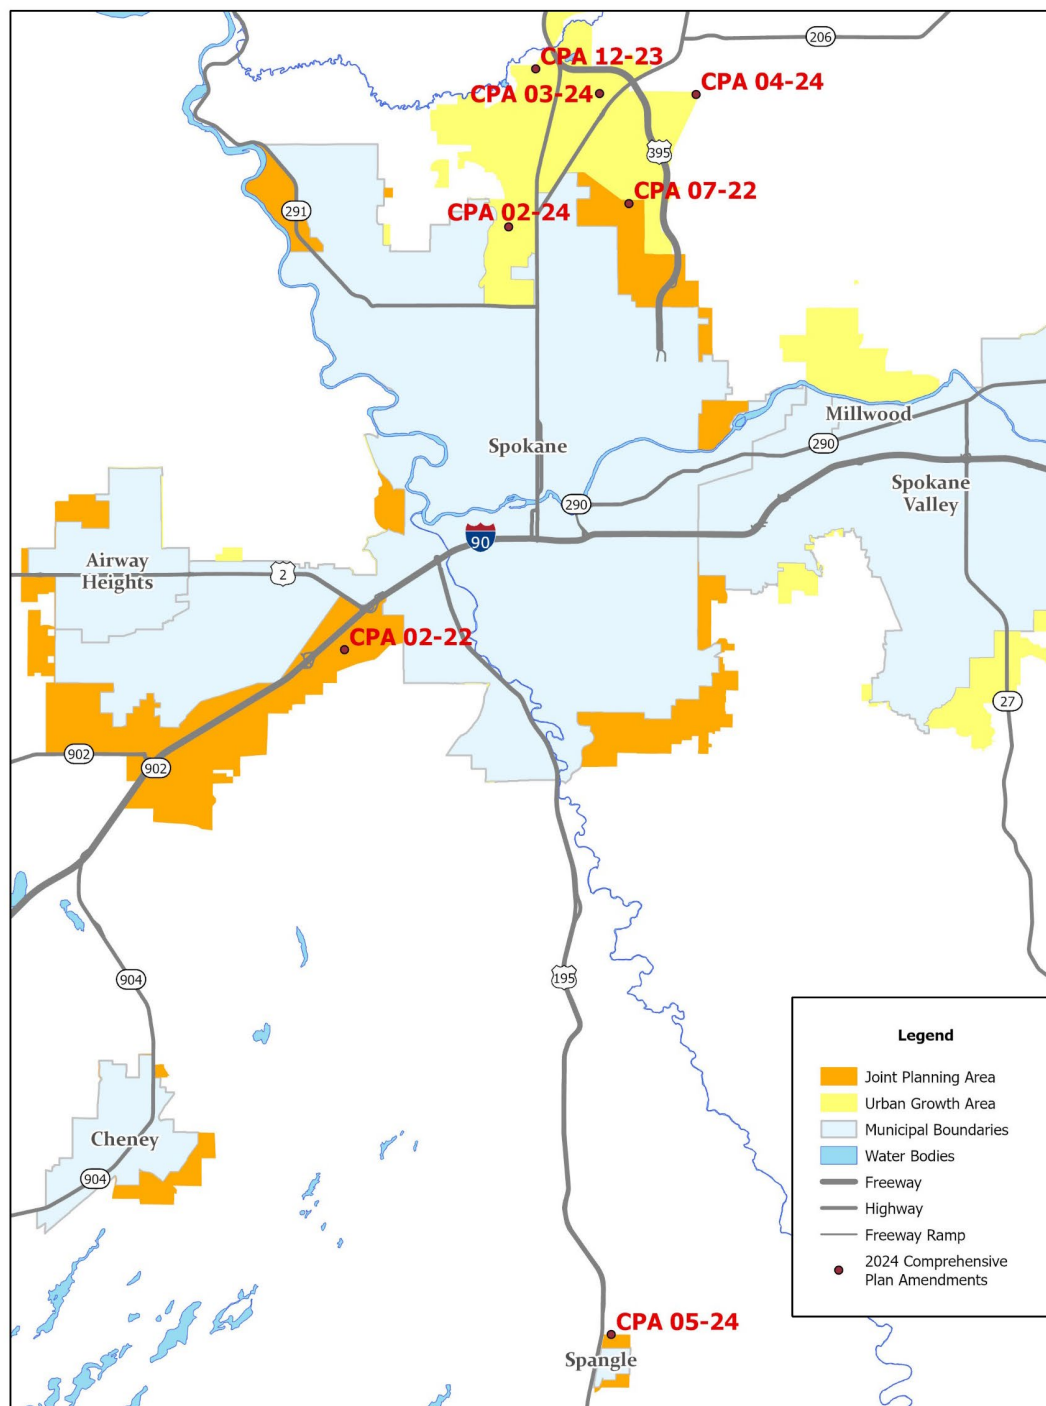 206
CPA 12-23
CPA 03-24
CPA 04-24
395
CPA 07-22
291
CPA 02-24
Millwood
290
Spokane
Spokane
Valley
290
90
Airway
Heights
2
CPA 02-22
27
902
902
904
195
Cheney
904
Legend
Joint Planning Area
Urban Growth Area
Municipal Boundaries
Water Bodies
Freeway
Highway
Freeway Ramp
2024 Comprehensive
Plan Amendments
CPA 05-24
Spangle